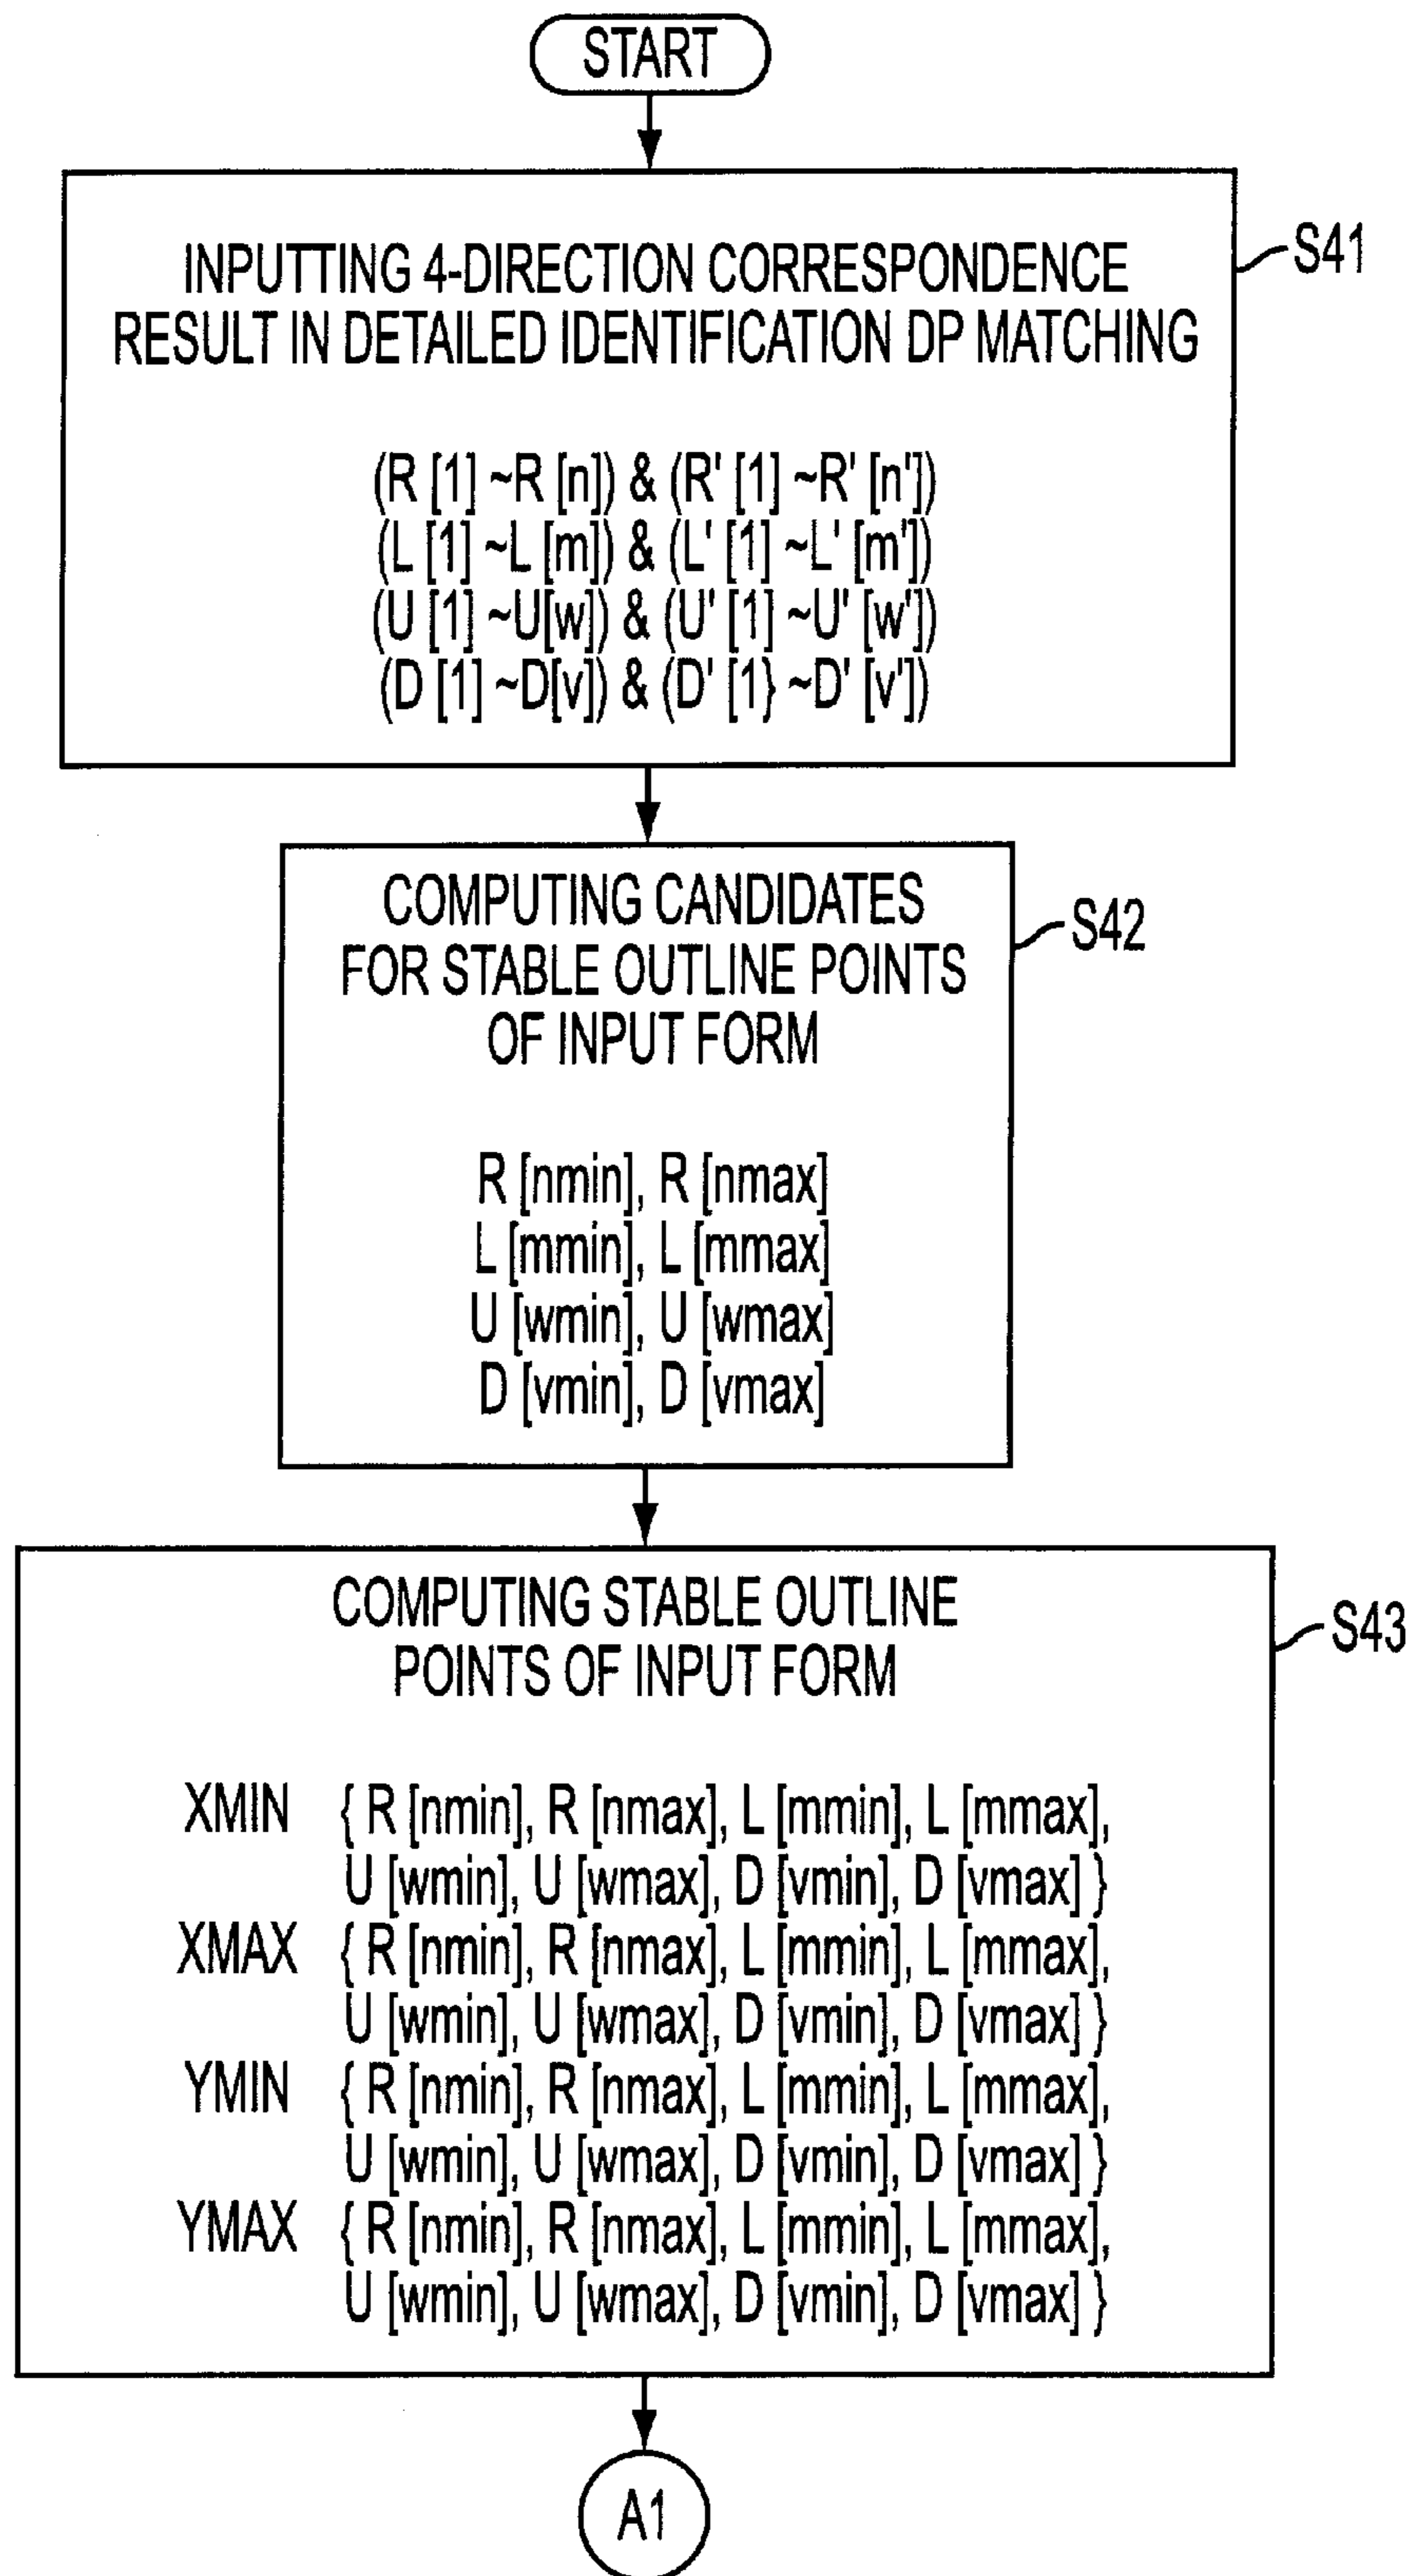 START
INPUTTING 4-DIRECTION CORRESPONDENCE
RESULT IN DETAILED IDENTIFICATION DP MATCHING
S41
(R [1] ~R [n]) & (R' [1] ~R' [n'])
(L [1] ~L [m]) & (L' [1] ~L' [m'])
(U [1] ~U[w]) & (U' [1] ~U' [w'])
(D [1] ~D[v]) & (D' [1} ~D' [v'])
COMPUTING CANDIDATES
FOR STABLE OUTLINE POINTS
OF INPUT FORM
S42
R [nmin], R [nmax]
L [mmin], L [mmax]
U [wmin], U [wmax]
D [vmin], D [vmax]
COMPUTING STABLE OUTLINE
POINTS OF INPUT FORM
S43
XMIN { R [nmin], R [nmax], L [mmin], L [mmax],
U [wmin], U [wmax], D [vmin], D [vmax] }
XMAX { R [nmin], R [nmax], L [mmin], L [mmax],
U [wmin], U [wmax], D [vmin], D [vmax] }
YMIN { R [nmin], R [nmax], L [mmin], L [mmax],
U [wmin], U [wmax], D [vmin], D [vmax] }
YMAX { R [nmin], R [nmax], L [mmin], L [mmax],
U [wmin], U [wmax], D [vmin], D [vmax] }
A1